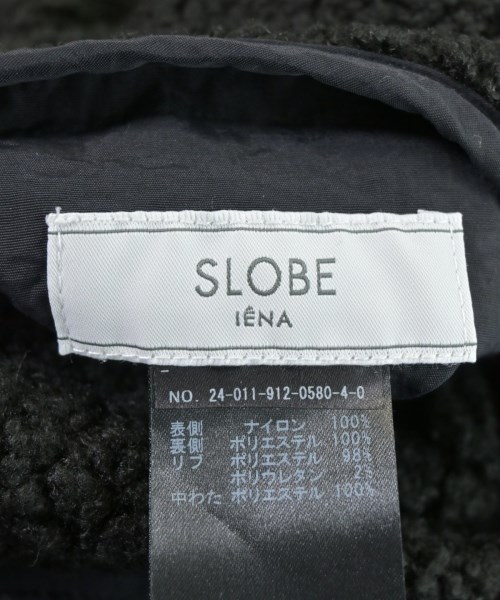 SLOBE
IÉNA
NO. 24-011-912-0580-4-0
表側 ナイロン 100%
裏側 ポリエステル 100%
リブ ポリエステル 98%
ポリウレタン 2%
中わた ポリエステル 100%